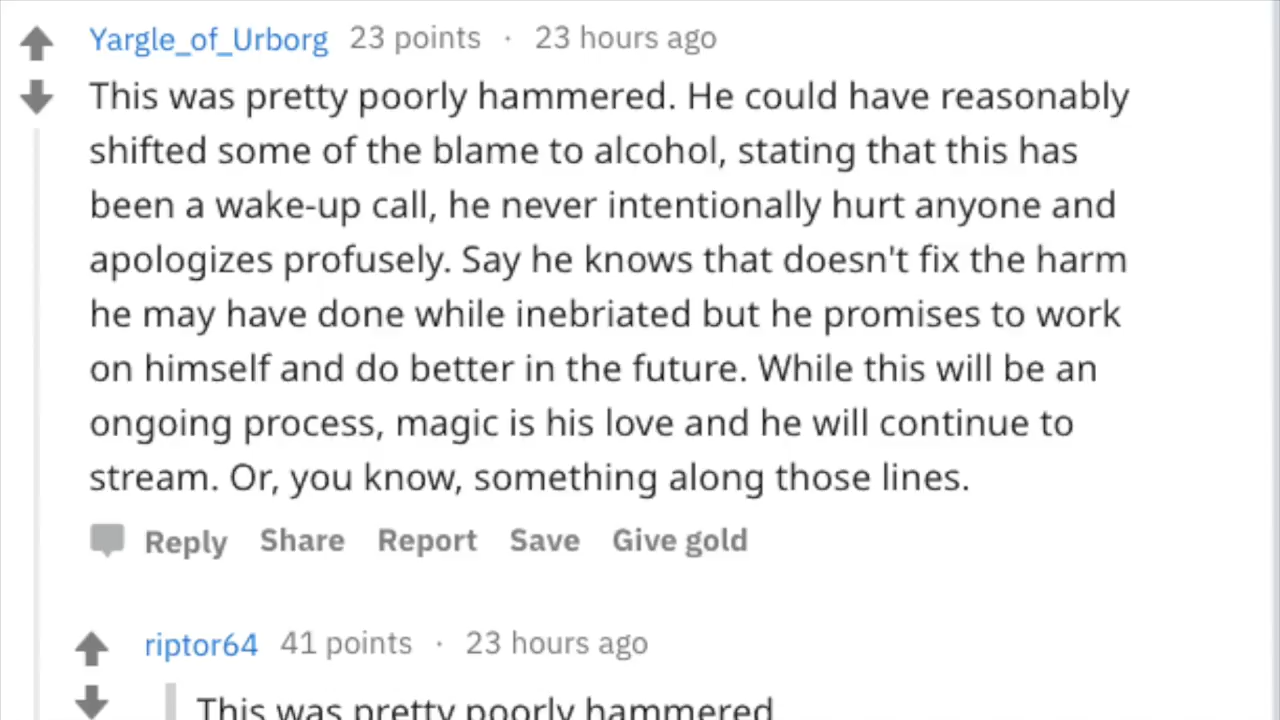 Yargle_of_Urborg 23 points · 23 hours ago
This was pretty poorly hammered. He could have reasonably
shifted some of the blame to alcohol, stating that this has
been a wake-up call, he never intentionally hurt anyone and
apologizes profusely. Say he knows that doesn't fix the harm
he may have done while inebriated but he promises to work
on himself and do better in the future. While this will be an
ongoing process, magic is his love and he will continue to
stream. Or, you know, something along those lines.
Reply Share Report Save Give gold
riptor64 41 points · 23 hours ago
This was pretty poorly hammered